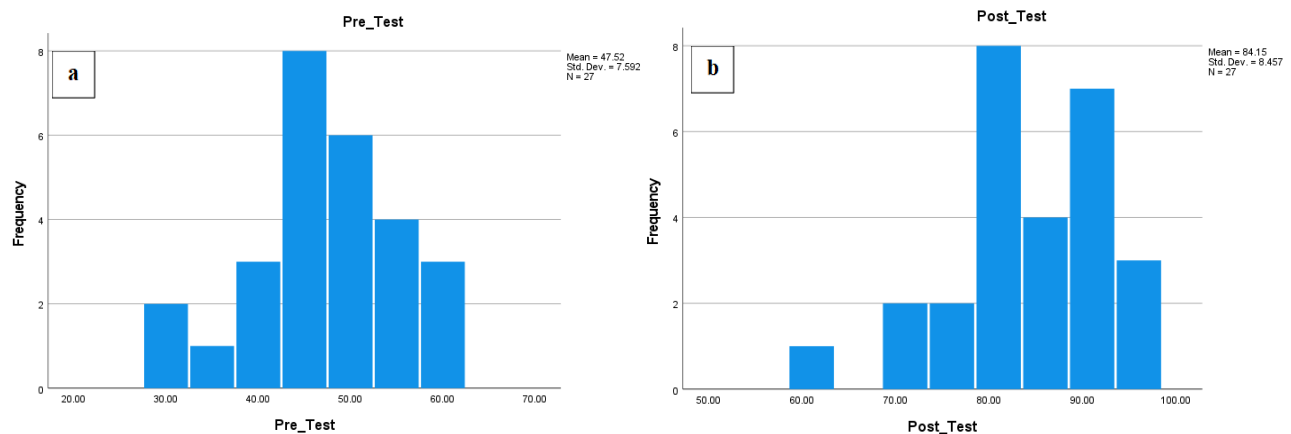 Pre_Test
a
Mean = 47.52
Std. Dev. = 7.592
N = 27
8
6
4
2
0
Frequency
20.00 30.00 40.00 50.00 60.00 70.00
Pre_Test
Post_Test
b
Mean = 84.15
Std. Dev. = 8.457
N = 27
8
6
4
2
0
Frequency
50.00 60.00 70.00 80.00 90.00 100.00
Post_Test